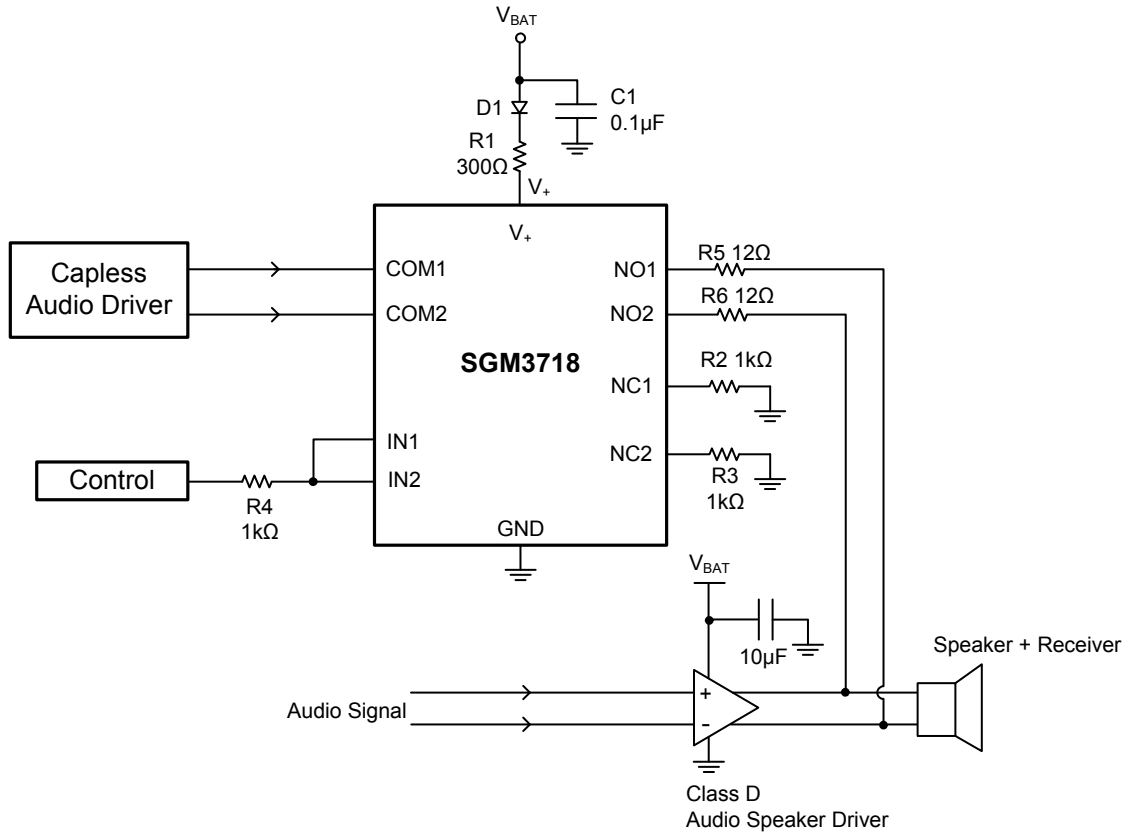 VBAT
D1
C1
0.1µF
R1
300Ω
V+
V+
Capless
Audio Driver
COM1
COM2
NO1
NO2
R5 12Ω
R6 12Ω
SGM3718
NC1
R2 1kΩ
NC2
R3
1kΩ
IN1
IN2
Control
R4
1kΩ
GND
VBAT
10µF
Speaker + Receiver
Audio Signal
+
-
Class D
Audio Speaker Driver